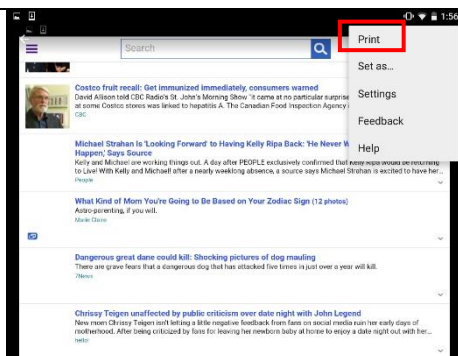 1:56
Search
Print
Set as...
Settings
Feedback
Help
Costco fruit recall: Get immunized immediately, consumers warned
David Allison told CBC Radio's St. John's Morning Show "it came at no particular surprise
at some Costco stores was linked to hepatitis A. The Canadian Food Inspection Agency
CBC
Michael Strahan is 'Looking Forward' to Having Kelly Ripa Back: 'He Never W
Happen,' Says Source
Kelly and Michael are working things out. A day after PEOPLE exclusively confirmed that Kelly Ripa would be returning
to Live! With Kelly and Michael! after a nearly weeklong absence, a source says Michael Strahan is excited to have her...
People
What Kind of Mom You're Going to Be Based on Your Zodiac Sign (12 photos)
Astro-parenting, if you will.
Marie Claire
Dangerous great dane could kill: Shocking pictures of dog mauling
There are grave fears that a dangerous dog that has attacked five times in just over a year will kill.
7News
Chrissy Teigen unaffected by public criticism over date night with John Legend
New mom Chrissy Teigen isn't letting a little negative feedback from fans on social media ruin her early days of
motherhood. After being criticized by fans for leaving her newborn baby at home to enjoy a date night out with her...
hello!